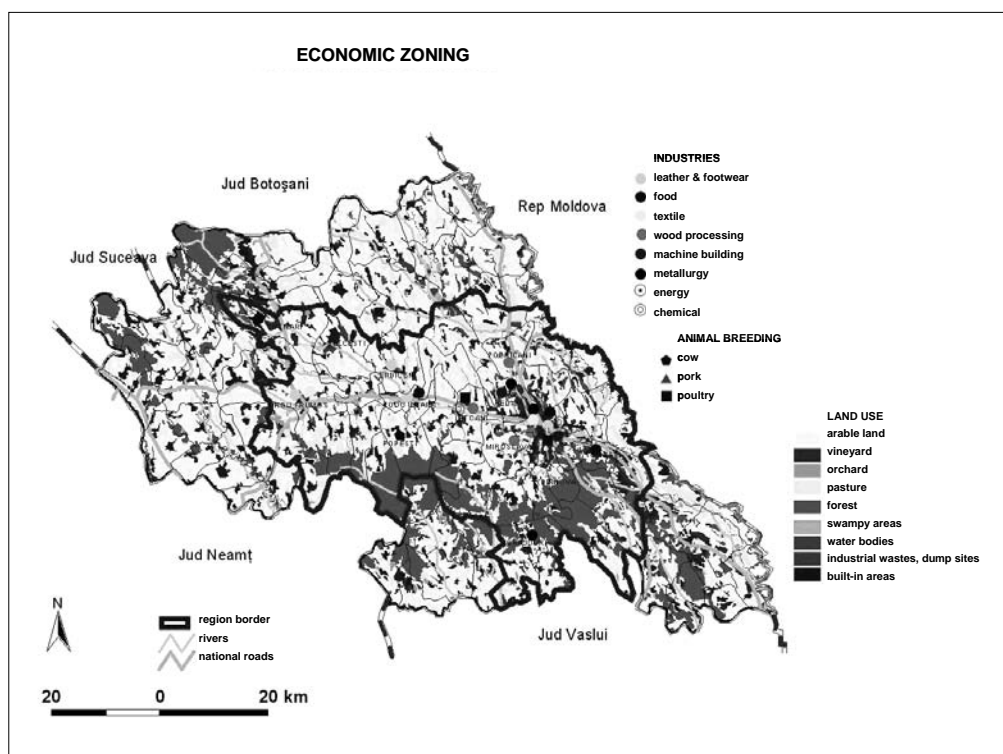 ECONOMIC ZONING
Jud Botoşani
Rep Moldova
Jud Suceava
INDUSTRIES
leather & footwear
food
textile
wood processing
machine building
metallurgy
energy
chemical
ANIMAL BREEDING
cow
pork
poultry
LAND USE
arable land
vineyard
orchard
pasture
forest
swampy areas
water bodies
industrial wastes, dump sites
built-in areas
Jud Neamţ
Jud Vaslui
N
region border
rivers
national roads
20 0 20 km